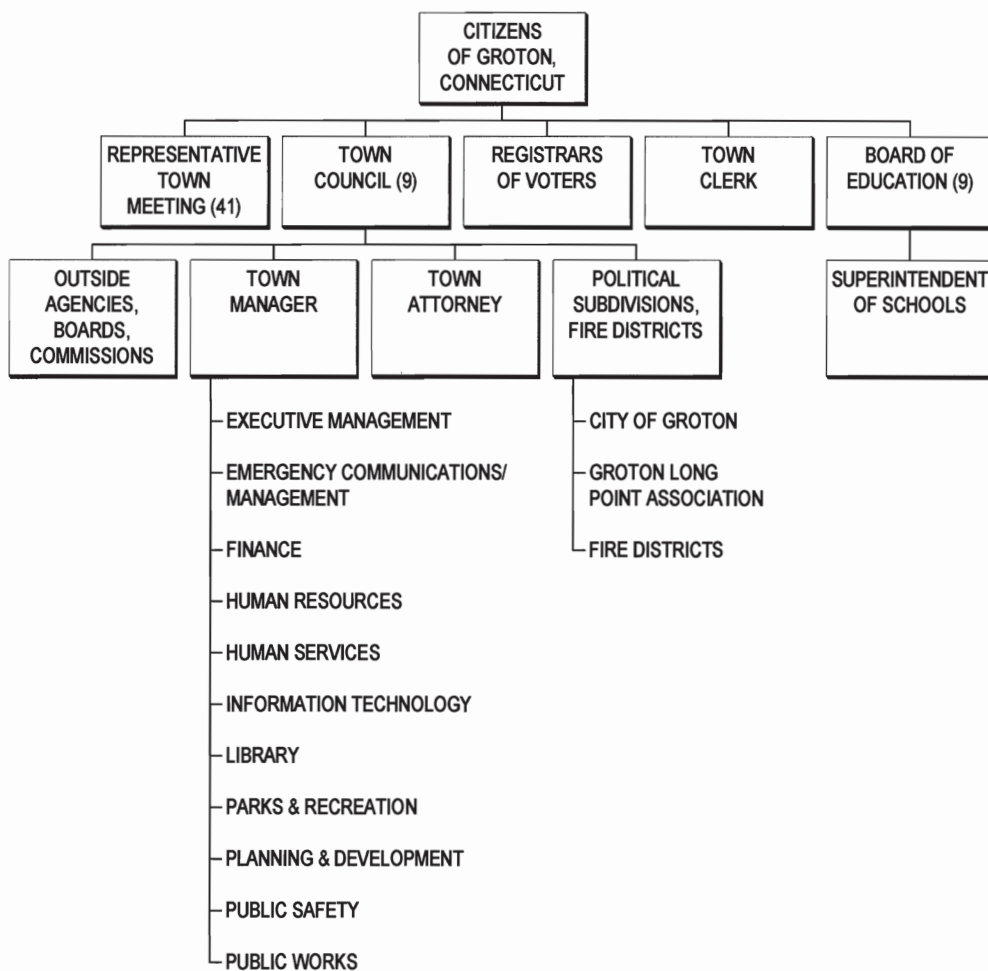 CITIZENS
OF GROTON,
CONNECTICUT
REPRESENTATIVE
TOWN
MEETING (41)
TOWN
COUNCIL (9)
REGISTRARS
OF VOTERS
TOWN
CLERK
BOARD OF
EDUCATION (9)
OUTSIDE
AGENCIES,
BOARDS,
COMMISSIONS
TOWN
MANAGER
TOWN
ATTORNEY
POLITICAL
SUBDIVISIONS,
FIRE DISTRICTS
SUPERINTENDENT
OF SCHOOLS
EXECUTIVE MANAGEMENT
EMERGENCY COMMUNICATIONS/
MANAGEMENT
FINANCE
HUMAN RESOURCES
HUMAN SERVICES
INFORMATION TECHNOLOGY
LIBRARY
PARKS & RECREATION
PLANNING & DEVELOPMENT
PUBLIC SAFETY
PUBLIC WORKS
CITY OF GROTON
GROTON LONG
POINT ASSOCIATION
FIRE DISTRICTS